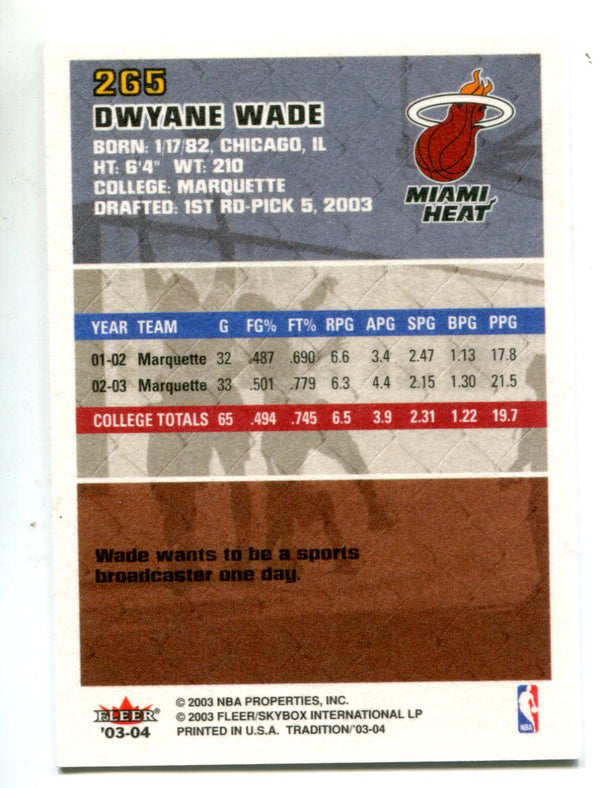 265
DWYANE WADE
BORN: 1/17/82, CHICAGO, IL
HT: 6'4" WT: 210
COLLEGE: MARQUETTE
DRAFTED: 1ST RD-PICK 5, 2003
MIAMI
HEAT
YEAR TEAM G FG% FT% RPG APG SPG BPG PPG
01-02 Marquette 32 .487 .690 6.6 3.4 2.47 1.13 17.8
02-03 Marquette 33 .501 .779 6.3 4.4 2.15 1.30 21.5
COLLEGE TOTALS 65 .494 .745 6.5 3.9 2.31 1.22 19.7
Wade wants to be a sports
broadcaster one day.
FLEER®
'03-04
© 2003 NBA PROPERTIES, INC.
© 2003 FLEER/SKYBOX INTERNATIONAL LP
PRINTED IN U.S.A. TRADITION/'03-04
NBA